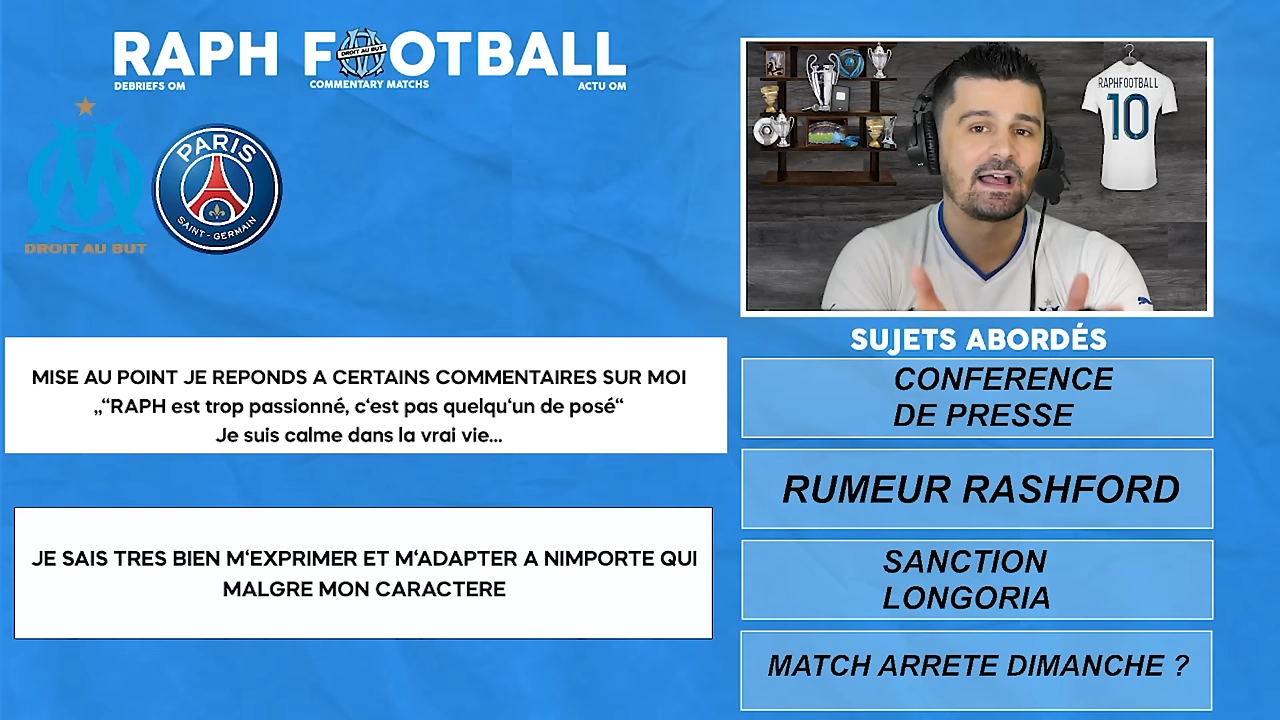 RAPH FOOTBALL
DROIT AU BUT
DEBRIEFS OM
COMMENTARY MATCHS
ACTU OM
DROIT AU BUT
PARIS
SAINT-GERMAIN
RAPHFOOTBALL
10
MISE AU POINT JE REPONDS A CERTAINS COMMENTAIRES SUR MOI
„“RAPH est trop passionné, c‘est pas quelqu‘un de posé“
Je suis calme dans la vrai vie...
JE SAIS TRES BIEN M‘EXPRIMER ET M‘ADAPTER A NIMPORTE QUI
MALGRE MON CARACTERE
SUJETS ABORDÉS
CONFERENCE
DE PRESSE
RUMEUR RASHFORD
SANCTION
LONGORIA
MATCH ARRETE DIMANCHE ?